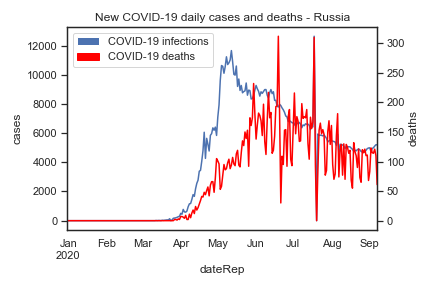 New COVID-19 daily cases and deaths - Russia
COVID-19 infections
COVID-19 deaths
12000
10000
8000
6000
4000
2000
0
cases
300
250
200
150
100
50
0
deaths
Jan Feb Mar Apr May Jun Jul Aug Sep
2020
dateRep